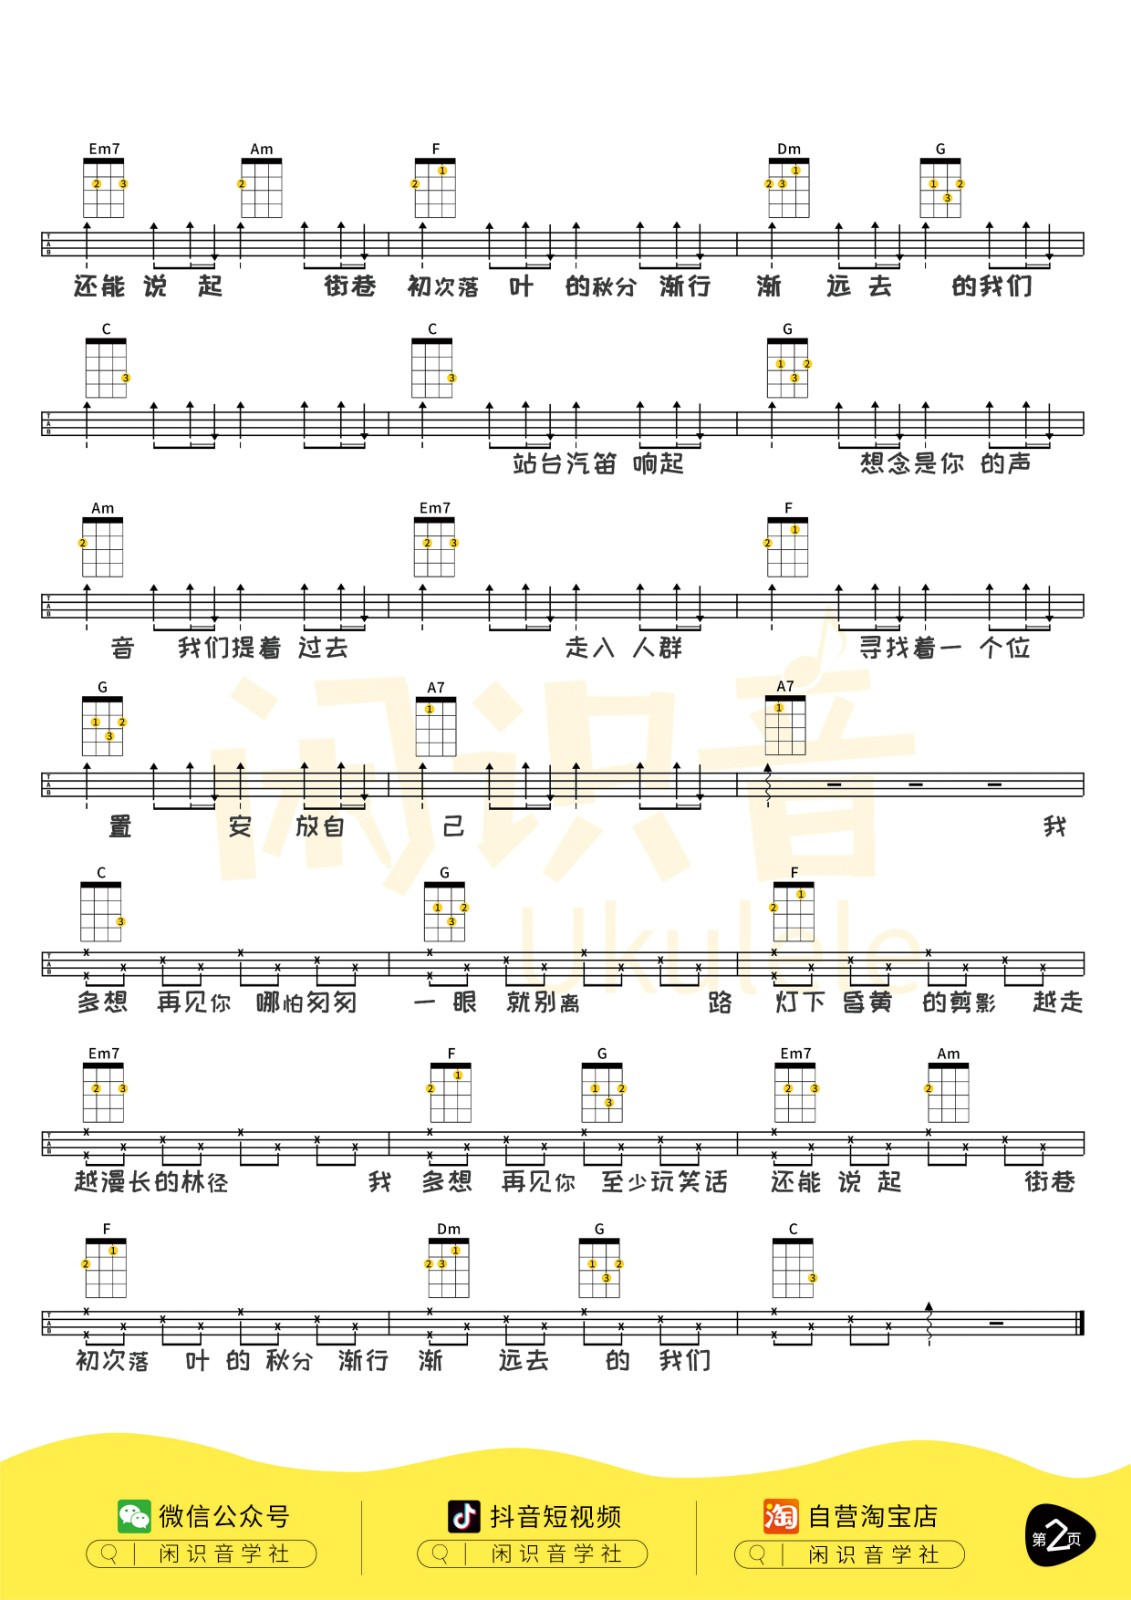 Em7 Am F Dm G
还能 说 起 街巷 初次落 叶 的秋分 渐行 渐 远 去 的我们
C C G
站台汽笛 响起 想念是你 的声
Am Em7 F
音 我们提着 过去 走入 人群 寻找着一 个位
G A7 A7
置 安 放自 己 我
C G F
多想 再见你 哪怕匆匆 一 眼 就别离 路 灯下 昏黄 的剪影 越走
Em7 F G Em7 Am
越漫长的林径 我 多想 再见你 至少玩笑话 还能 说 起 街巷
F Dm G C
初次落 叶 的 秋分 渐行 渐 远去 的 我们
闲识音
Ukulele
微信公众号 抖音短视频 淘 自营淘宝店
闲识音学社 闲识音学社 闲识音学社
第2页